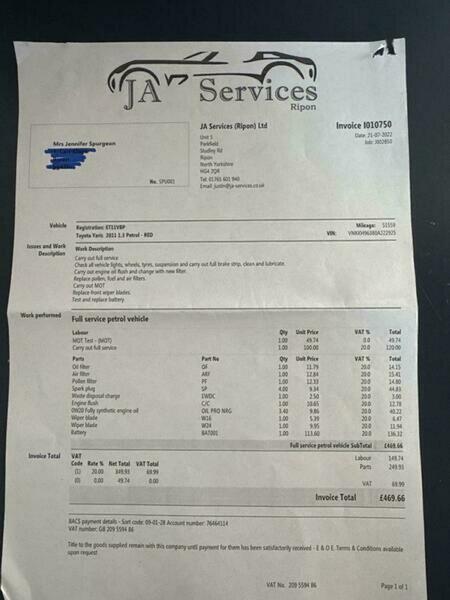 JA Services
Ripon
JA Services (Ripon) Ltd
Unit 5
Parkfield
Studley Rd
Ripon
North Yorkshire
HG4 2QR
Tel: 01765 601 940
Email: justin@ja-services.co.uk
Invoice I010750
Date: 21-07-2022
Job: J002850
Mrs Jennifer Spurgean
No. SPU001
Vehicle Registration: ET11VBP Mileage: 51559
Toyota Yaris 2011 1.3 Petrol - RED VIN:
Issues and Work Description
Work Description
Carry out full service
Check all vehicle lights, wheels, tyres, suspension and carry out full brake strip, clean and lubricate.
Carry out engine oil flush and change with new filter.
Replace pollen, fuel and air filters.
Carry out MOT
Replace front wiper blades.
Test and replace battery.
Work performed Full service petrol vehicle
Labour Qty Unit Price VAT % Total
MOT Test - (MOT) 1.00 49.74 0.0 49.74
Carry out full service 1.00 100.00 20.0 120.00
Parts Part No Qty Unit Price VAT % Total
Oil filter OF 1.00 11.79 20.0 14.15
Air filter ARF 1.00 12.84 20.0 15.41
Pollen filter PF 1.00 12.33 20.0 14.80
Spark plug SP 4.00 9.34 20.0 44.83
Waste disposal charge EWDC 1.00 2.50 20.0 3.00
Engine flush C/C 1.00 10.65 20.0 12.78
0W20 Fully synthetic engine oil OIL PRO NRG 3.40 9.86 20.0 40.22
Wiper blade W16 1.00 5.39 20.0 6.47
Wiper blade W24 1.00 9.95 20.0 11.94
Battery BAT001 1.00 113.60 20.0 136.32
Full service petrol vehicle SubTotal £469.66
Invoice Total VAT
Code Rate % Net Total VAT Total
(1) 20.00 349.93 69.99
(0) 0.00 49.74 0.00
Labour 149.74
Parts 249.93
VAT 69.99
Invoice Total £469.66
BACS payment details - Sort code: 09-01-28 Account number: 76464114
VAT number: GB 209 5594 86
Title to the goods supplied remain with this company until payment for them has been satisfactorily received - E & O E. Terms & Conditions available
upon request
VAT No. 209 5594 86 Page 1 of 1